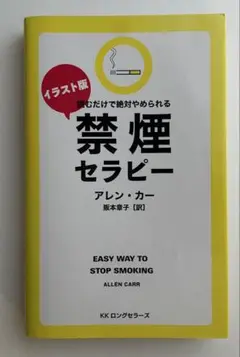 イラスト版
読むだけで絶対やめられる
禁煙
セラピー
アレン・カー
阪本章子[訳]
EASY WAY TO
STOP SMOKING
ALLEN CARR
KK ロングセラーズ